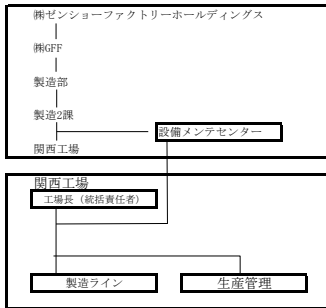 ㈱ゼンショーファクトリーホールディングス
㈱GFF
製造部
製造2課
設備メンテセンター
関西工場
関西工場
工場長（統括責任者）
製造ライン
生産管理